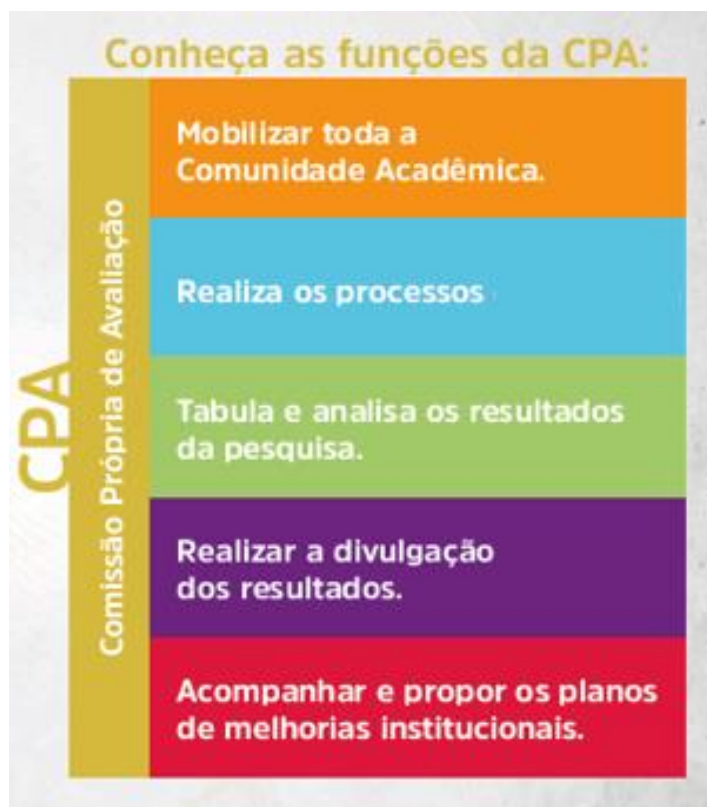 Conheça as funções da CPA:
CPA
Comissão Própria de Avaliação
Mobilizar toda a
Comunidade Acadêmica.
Realiza os processos
Tabula e analisa os resultados
da pesquisa.
Realizar a divulgação
dos resultados.
Acompanhar e propor os planos
de melhorias institucionais.